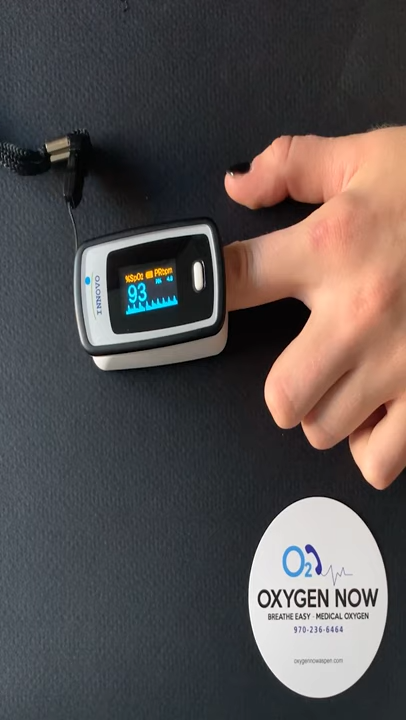 INNOVO
%SpO2 PRbpm
93
O2
OXYGEN NOW
BREATHE EASY · MEDICAL OXYGEN
970-236-6464
oxygennowaspen.com